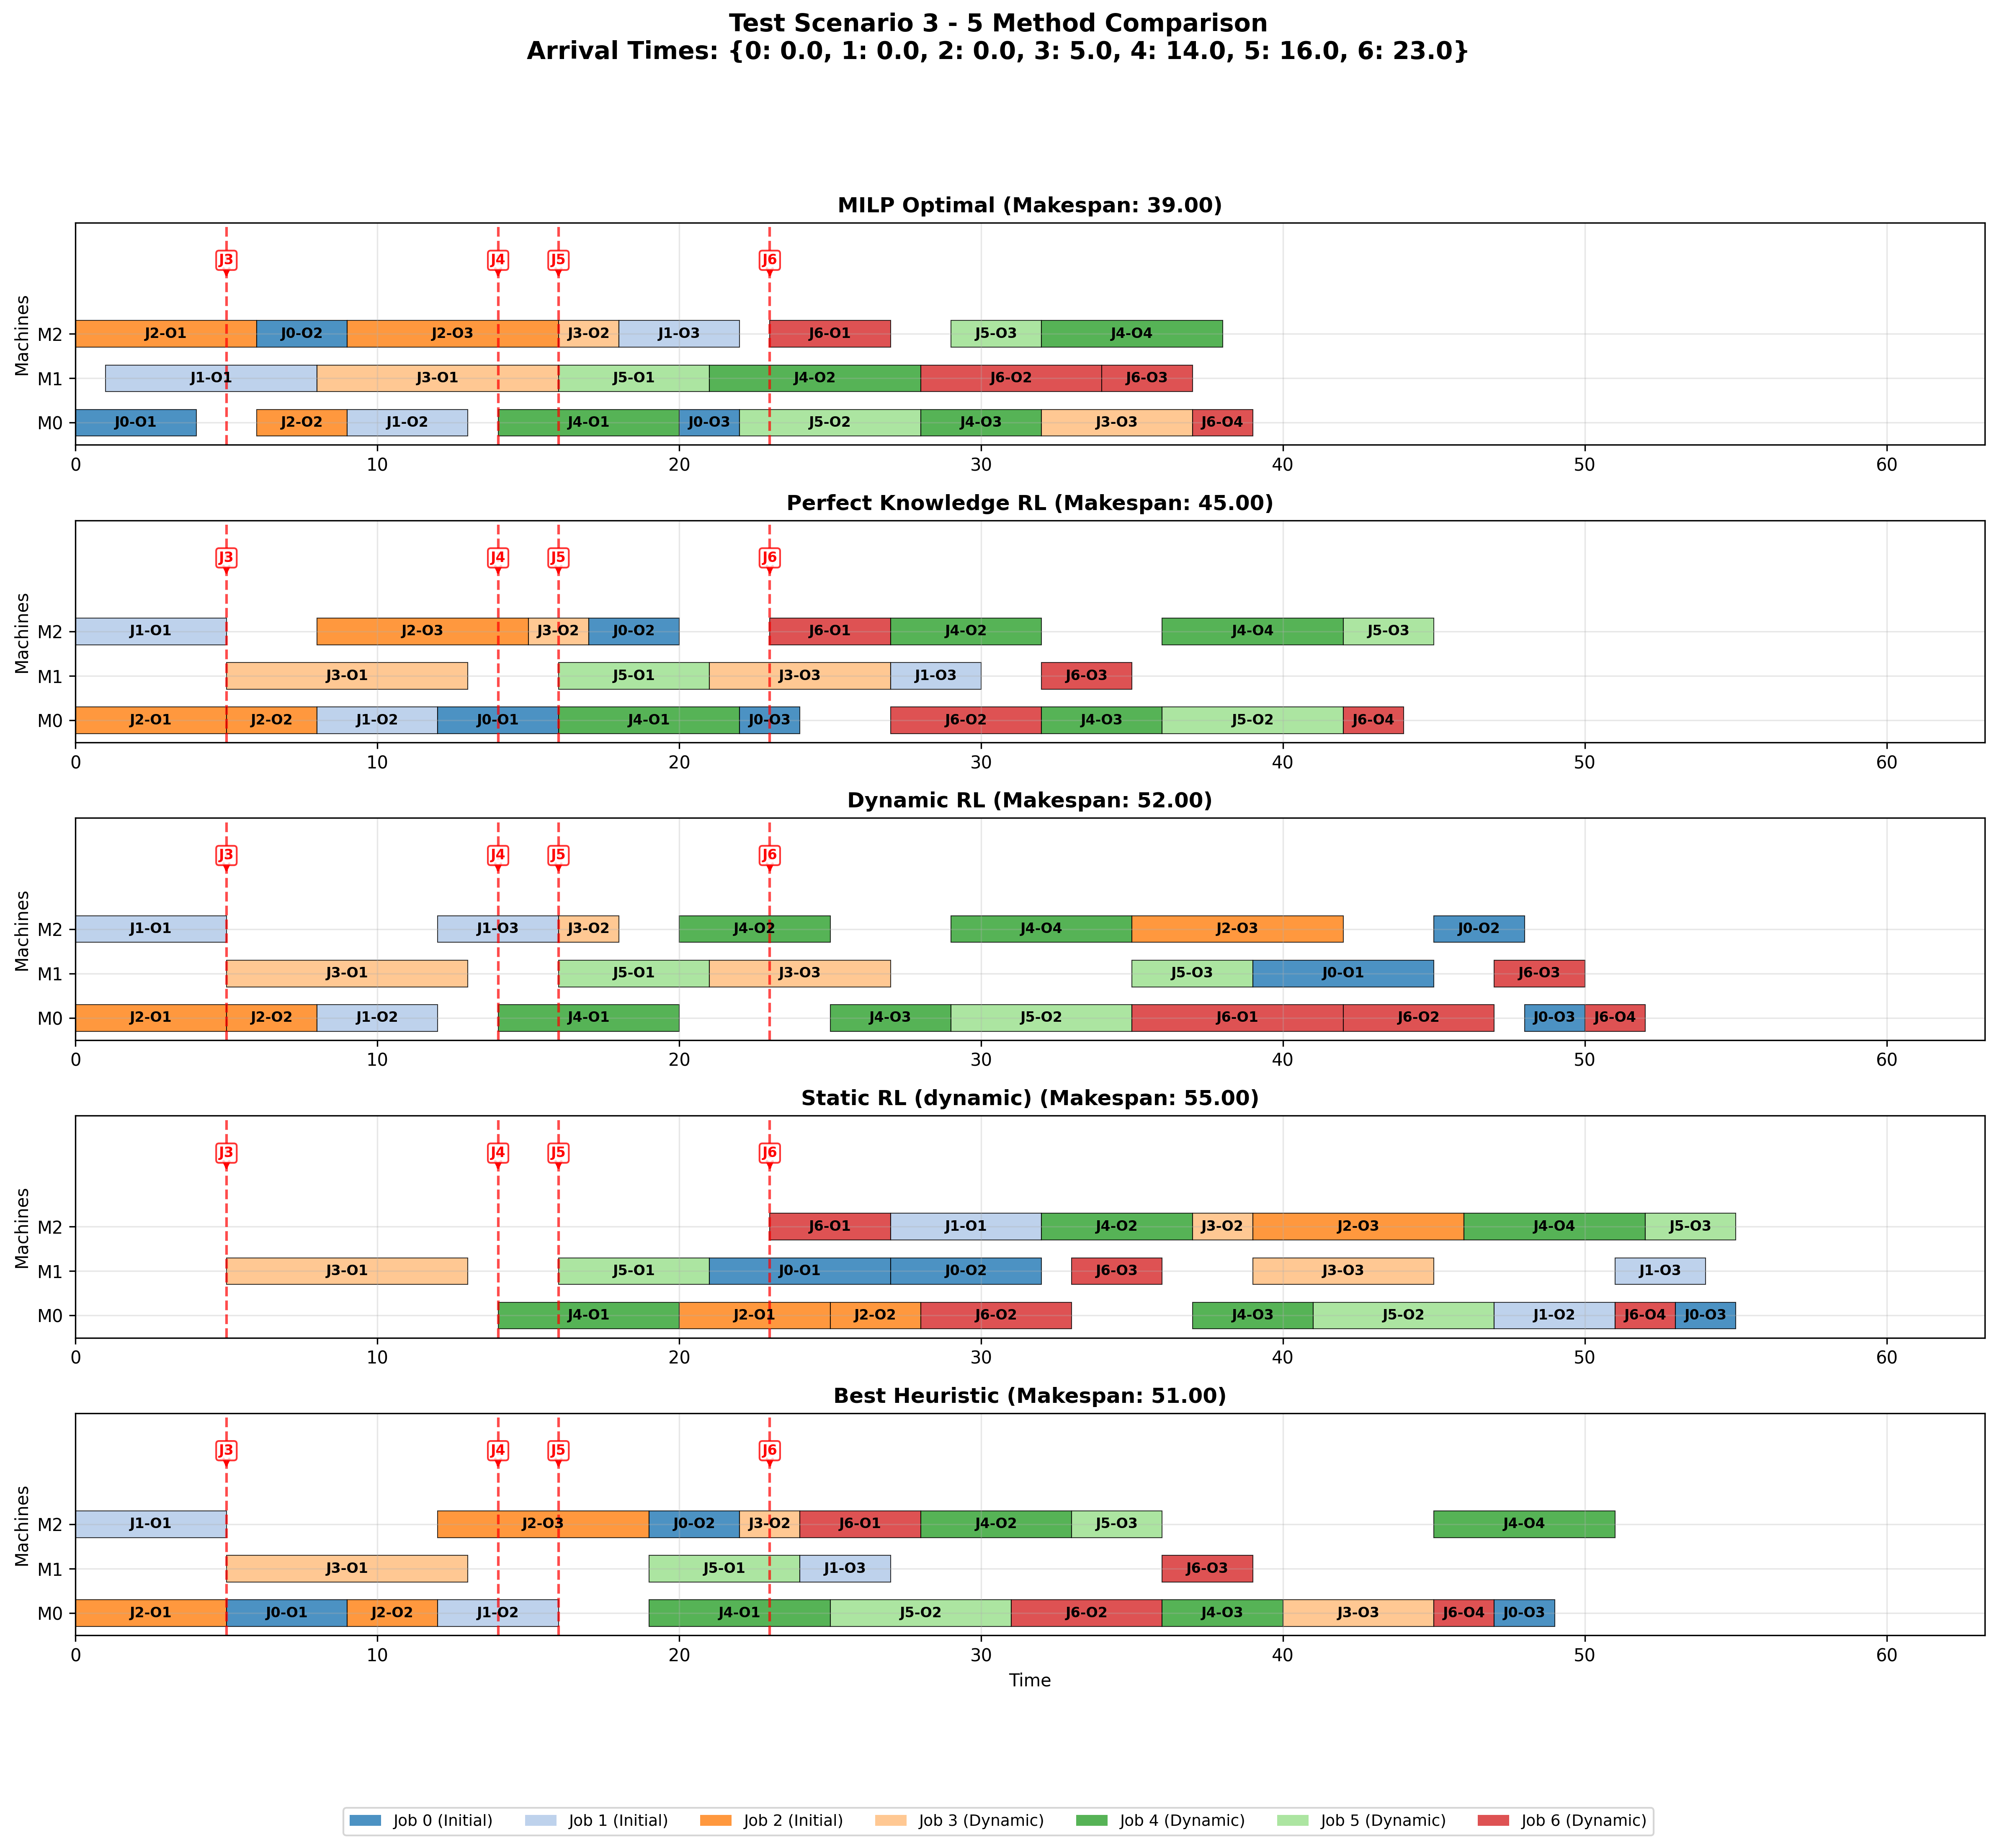 Test Scenario 3 - 5 Method Comparison
Arrival Times: {0: 0.0, 1: 0.0, 2: 0.0, 3: 5.0, 4: 14.0, 5: 16.0, 6: 23.0}
MILP Optimal (Makespan: 39.00)
J3 J4 J5 J6
Machines
M2 J2-O1 J0-O2 J2-O3 J3-O2 J1-O3 J6-O1 J5-O3 J4-O4
M1 J1-O1 J3-O1 J5-O1 J4-O2 J6-O2 J6-O3
M0 J0-O1 J2-O2 J1-O2 J4-O1 J0-O3 J5-O2 J4-O3 J3-O3 J6-O4
0 10 20 30 40 50 60
Perfect Knowledge RL (Makespan: 45.00)
J3 J4 J5 J6
Machines
M2 J1-O1 J2-O3 J3-O2 J0-O2 J6-O1 J4-O2 J4-O4 J5-O3
M1 J3-O1 J5-O1 J3-O3 J1-O3 J6-O3
M0 J2-O1 J2-O2 J1-O2 J0-O1 J4-O1 J0-O3 J6-O2 J4-O3 J5-O2 J6-O4
0 10 20 30 40 50 60
Dynamic RL (Makespan: 52.00)
J3 J4 J5 J6
Machines
M2 J1-O1 J1-O3 J3-O2 J4-O2 J4-O4 J2-O3 J0-O2
M1 J3-O1 J5-O1 J3-O3 J5-O3 J0-O1 J6-O3
M0 J2-O1 J2-O2 J1-O2 J4-O1 J4-O3 J5-O2 J6-O1 J6-O2 J0-O3 J6-O4
0 10 20 30 40 50 60
Static RL (dynamic) (Makespan: 55.00)
J3 J4 J5 J6
Machines
M2 J6-O1 J1-O1 J4-O2 J3-O2 J2-O3 J4-O4 J5-O3
M1 J3-O1 J5-O1 J0-O1 J0-O2 J6-O3 J3-O3 J1-O3
M0 J4-O1 J2-O1 J2-O2 J6-O2 J4-O3 J5-O2 J1-O2 J6-O4 J0-O3
0 10 20 30 40 50 60
Best Heuristic (Makespan: 51.00)
J3 J4 J5 J6
Machines
M2 J1-O1 J2-O3 J0-O2 J3-O2 J6-O1 J4-O2 J5-O3 J4-O4
M1 J3-O1 J5-O1 J1-O3 J6-O3
M0 J2-O1 J0-O1 J2-O2 J1-O2 J4-O1 J5-O2 J6-O2 J4-O3 J3-O3 J6-O4 J0-O3
0 10 20 30 40 50 60
Time
Job 0 (Initial) Job 1 (Initial) Job 2 (Initial) Job 3 (Dynamic) Job 4 (Dynamic) Job 5 (Dynamic) Job 6 (Dynamic)